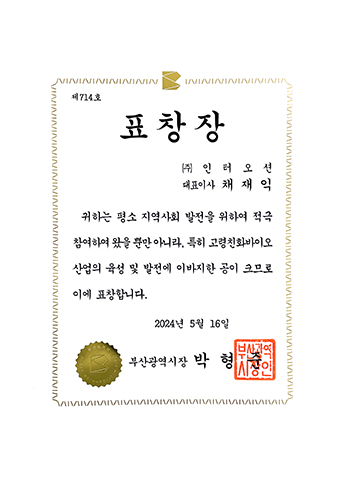 제714호
표창장
㈜ 인터오션
대표이사 채재익
귀하는 평소 지역사회 발전을 위하여 적극
참여하여 왔을 뿐만 아니라, 특히 고령친화바이오
산업의 육성 및 발전에 이바지한 공이 크므로
이에 표창합니다.
2024년 5월 16일
부산광역시장 박형준
부산광역
시장인